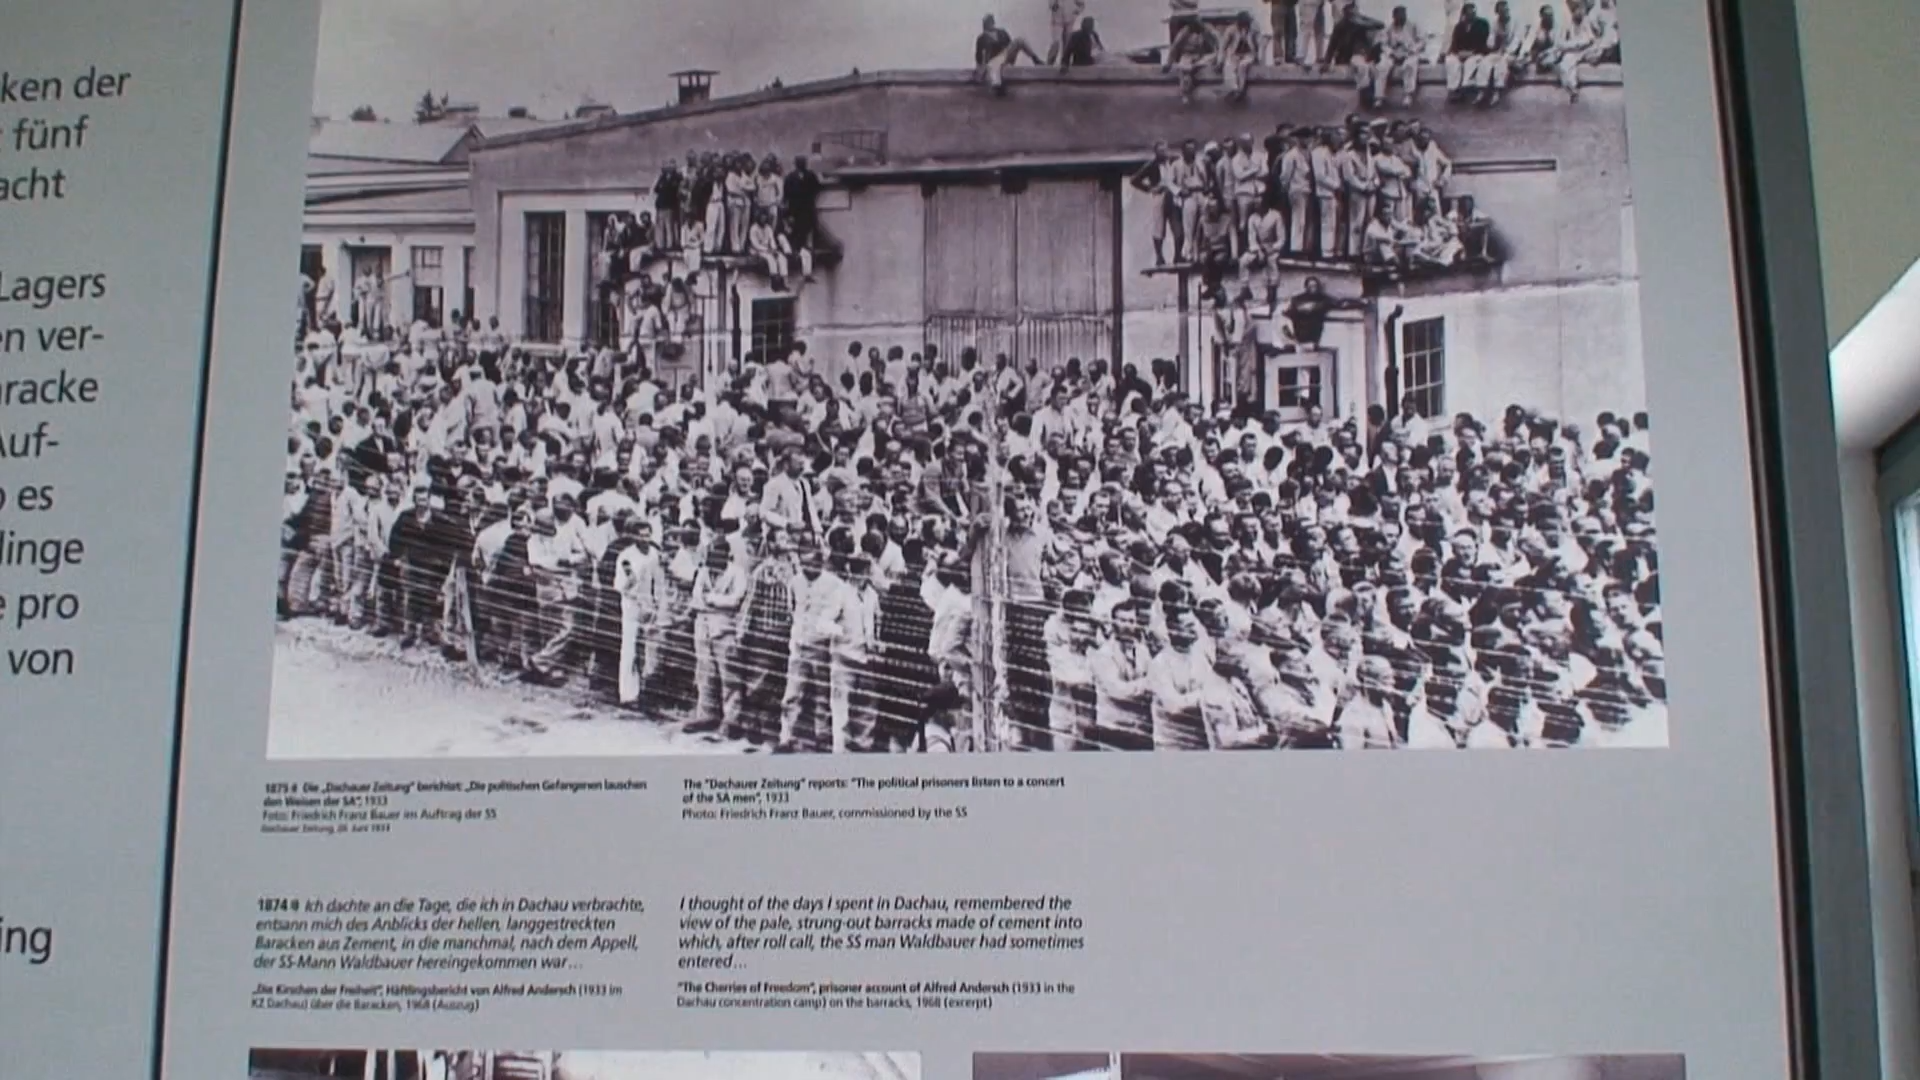 ken der
fünf
acht
Lagers
en ver-
aracke
Auf-
es
linge
pro
von
ing
1875 Die „Dachauer Zeitung“ berichtet: „Die politischen Gefangenen lauschen
den Weisen der SA“, 1933
Foto: Friedrich Franz Bauer im Auftrag der SS
Dachauer Zeitung,
The "Dachauer Zeitung" reports: "The political prisoners listen to a concert
of the SA men", 1933
Photo: Friedrich Franz Bauer, commissioned by the SS
1874 Ich dachte an die Tage, die ich in Dachau verbrachte,
entsann mich des Anblicks der hellen, langgestreckten
Baracken aus Zement, in die manchmal, nach dem Appell,
der SS-Mann Waldbauer hereingekommen war…
„Die Kirschen der Freiheit“, Häftlingsbericht von Alfred Andersch (1933 im
KZ Dachau) über die Baracken, 1968 (Auszug)
I thought of the days I spent in Dachau, remembered the
view of the pale, strung-out barracks made of cement into
which, after roll call, the SS man Waldbauer had sometimes
entered…
"The Cherries of Freedom", prisoner account of Alfred Andersch (1933 in the
Dachau concentration camp) on the barracks, 1968 (excerpt)